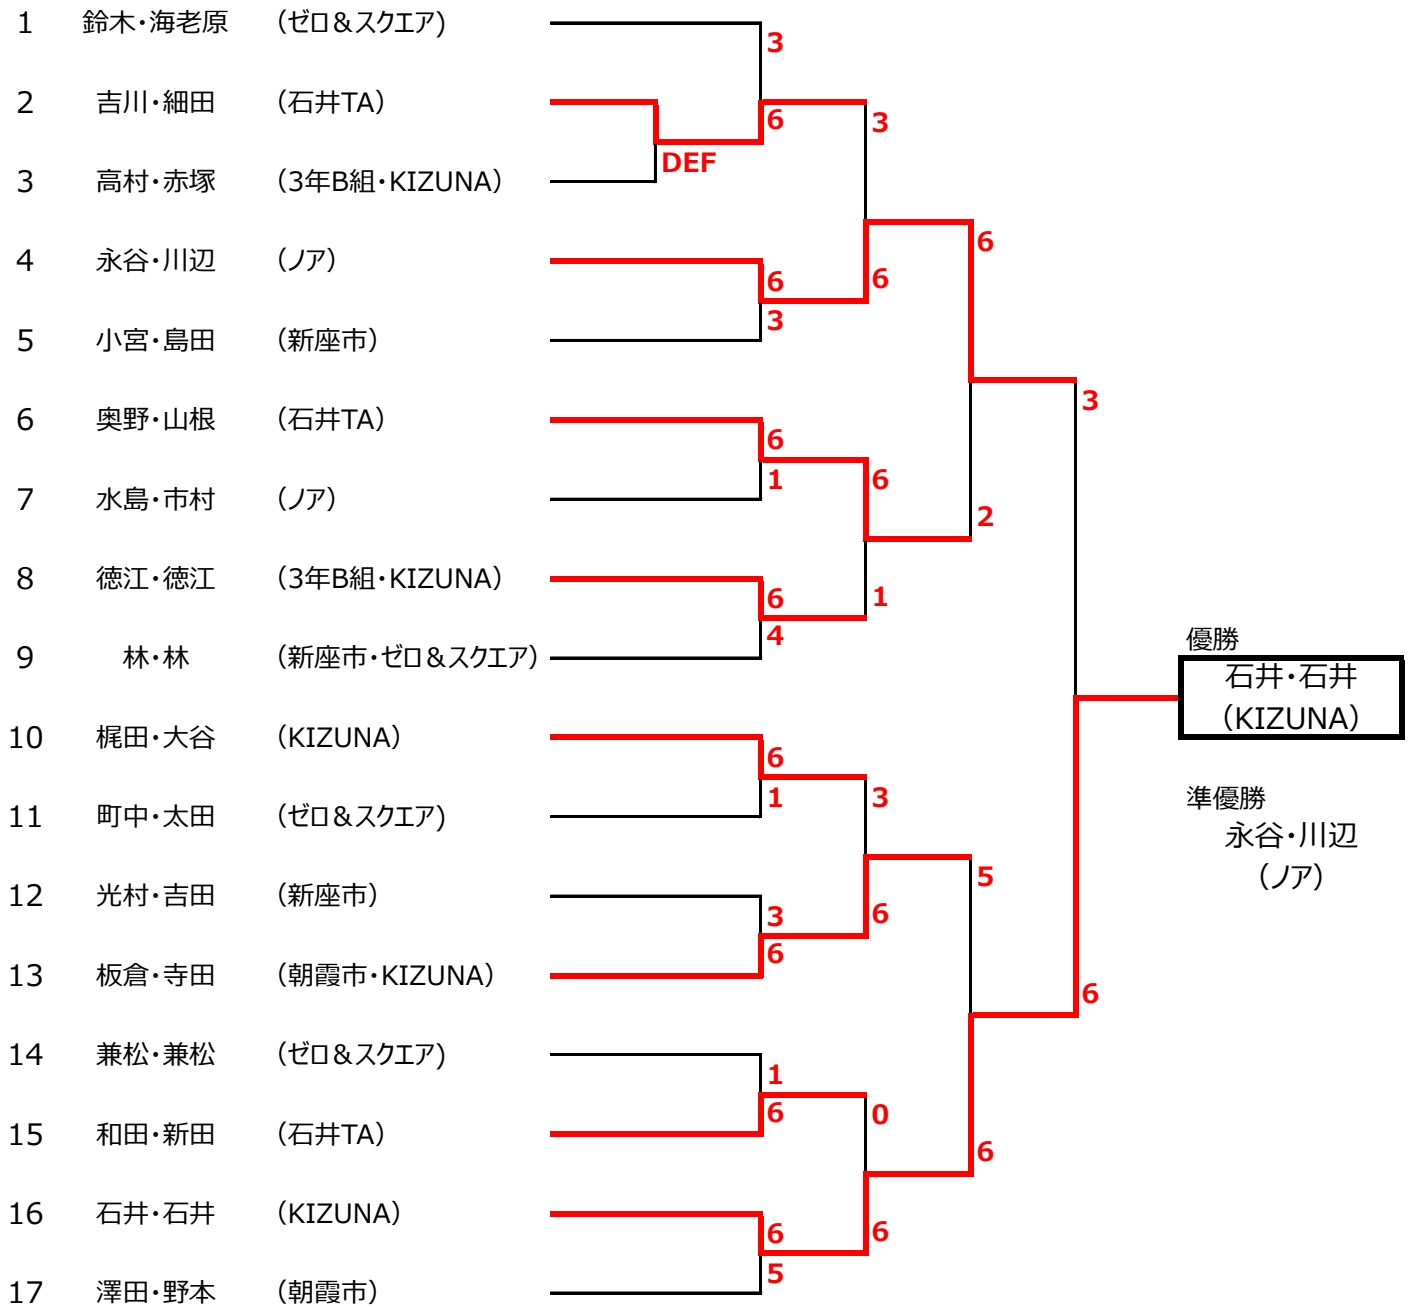 1 鈴木・海老原 （ゼロ＆スクエア)
3
2 吉川・細田 （石井TA）
6
3
DEF
3 高村・赤塚 （3年B組・KIZUNA）
6
4 永谷・川辺 （ノア）
6
6
3
5 小宮・島田 （新座市）
3
6 奥野・山根 （石井TA）
6
6
1
7 水島・市村 （ノア）
2
8 徳江・徳江 （3年B組・KIZUNA）
6
1
4
9 林・林 （新座市・ゼロ＆スクエア）
優勝
石井・石井
（KIZUNA）
10 梶田・大谷 （KIZUNA）
6
1
3
準優勝
11 町中・太田 （ゼロ＆スクエア)
永谷・川辺
（ノア）
5
12 光村・吉田 （新座市）
3
6
6
13 板倉・寺田 （朝霞市・KIZUNA）
6
14 兼松・兼松 （ゼロ＆スクエア)
1
6
0
15 和田・新田 （石井TA）
6
16 石井・石井 （KIZUNA）
6
6
5
17 澤田・野本 （朝霞市）